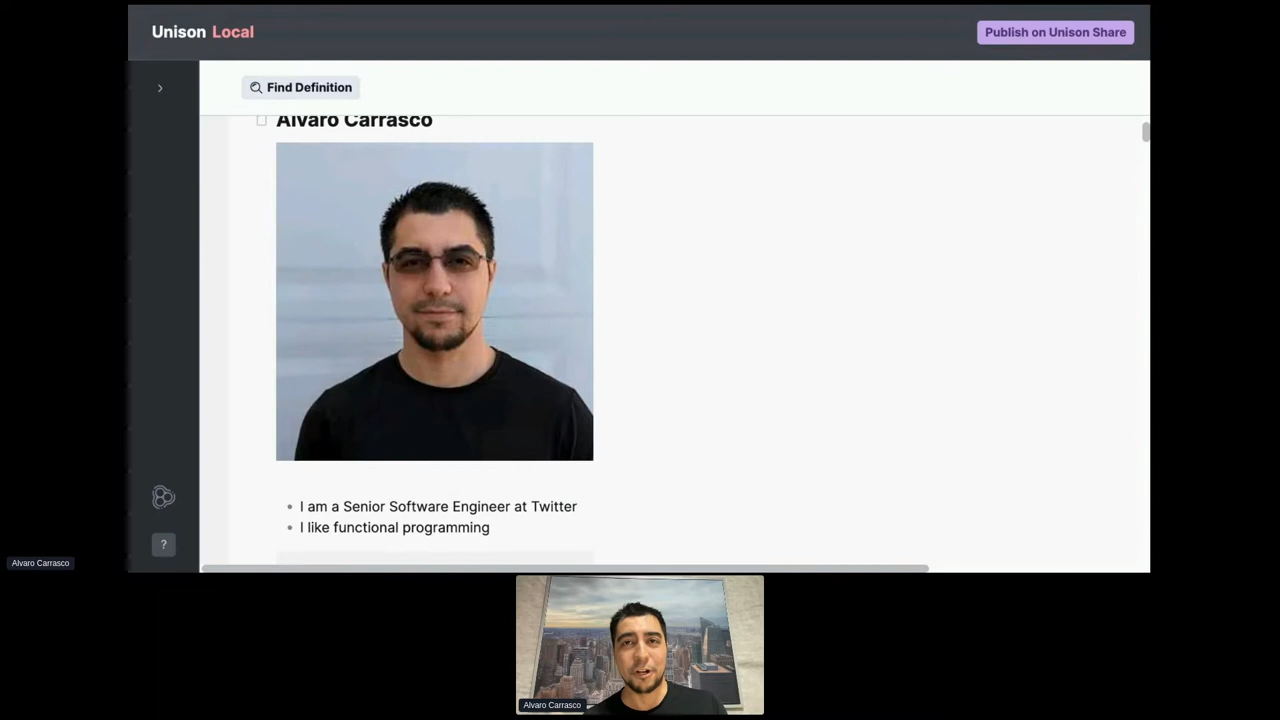 Unison Local
Publish on Unison Share
Find Definition
Alvaro Carrasco
I am a Senior Software Engineer at Twitter
I like functional programming
?
Alvaro Carrasco
Alvaro Carrasco